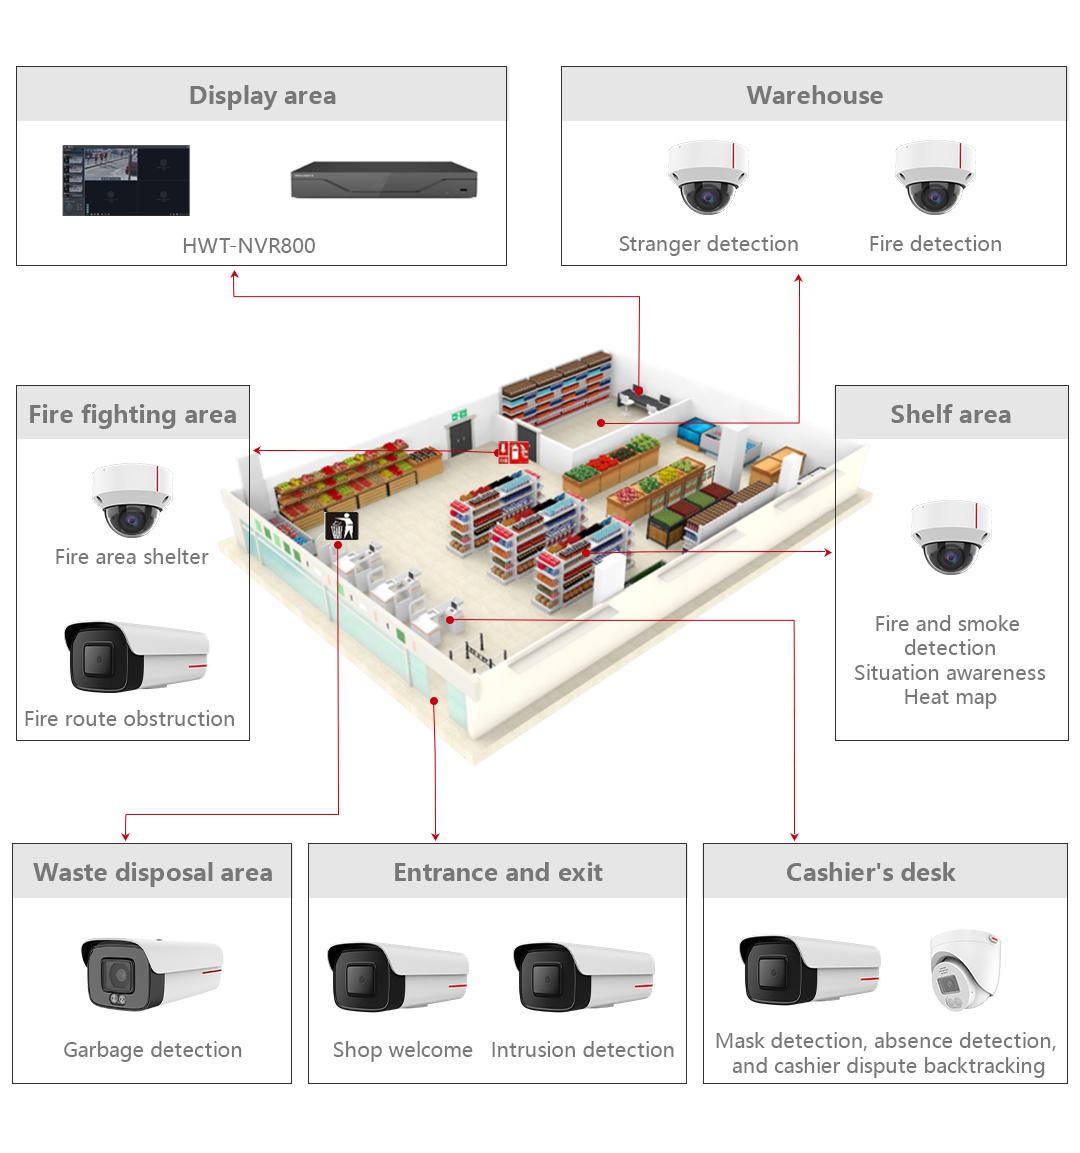 Display area
HWT-NVR800
Warehouse
Stranger detection
Fire detection
Fire fighting area
Fire area shelter
Fire route obstruction
Shelf area
Fire and smoke
detection
Situation awareness
Heat map
Waste disposal area
Garbage detection
Entrance and exit
Shop welcome
Intrusion detection
Cashier's desk
Mask detection, absence detection,
and cashier dispute backtracking